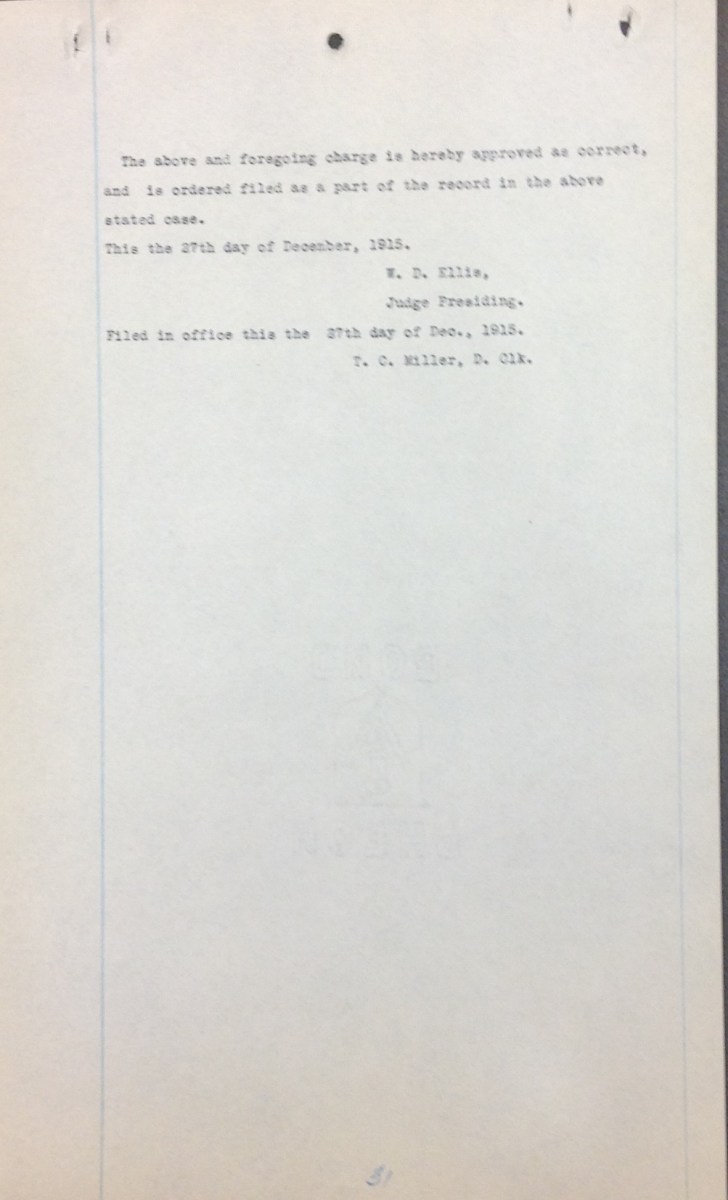 The above and foregoing charge is hereby approved as correct,
and is ordered filed as a part of the record in the above
stated case.
This the 27th day of December, 1915.
W. D. Ellis,
Judge Presiding.
Filed in office this the 27th day of Dec., 1915.
T. C. Miller, D. Clk.
31